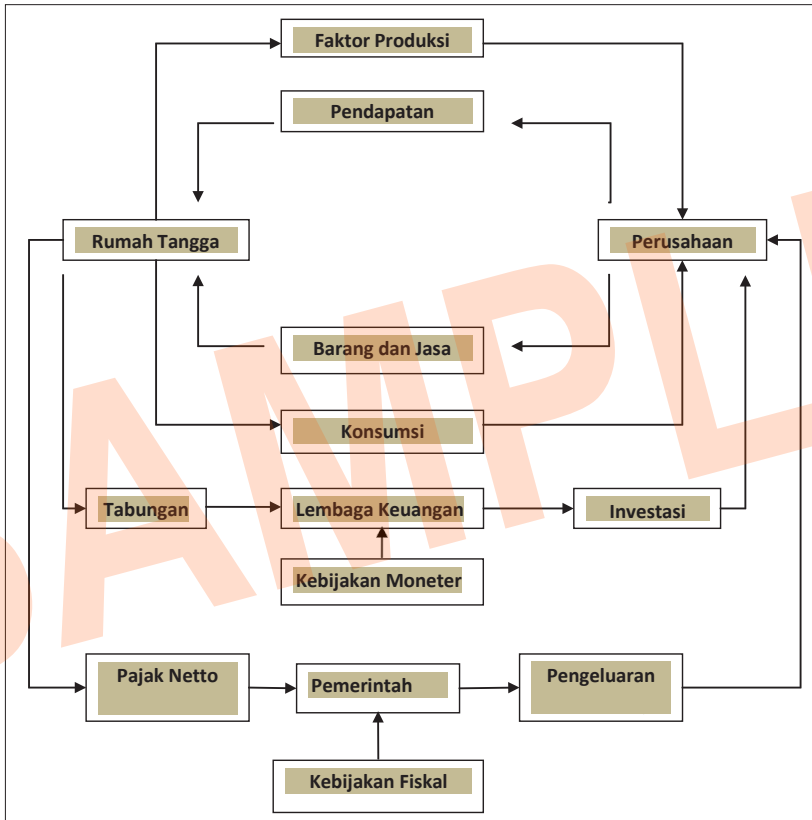 Faktor Produksi
Pendapatan
Rumah Tangga
Perusahaan
Barang dan Jasa
Konsumsi
Tabungan
Lembaga Keuangan
Investasi
Kebijakan Moneter
Pajak Netto
Pemerintah
Pengeluaran
Kebijakan Fiskal
SAMPL